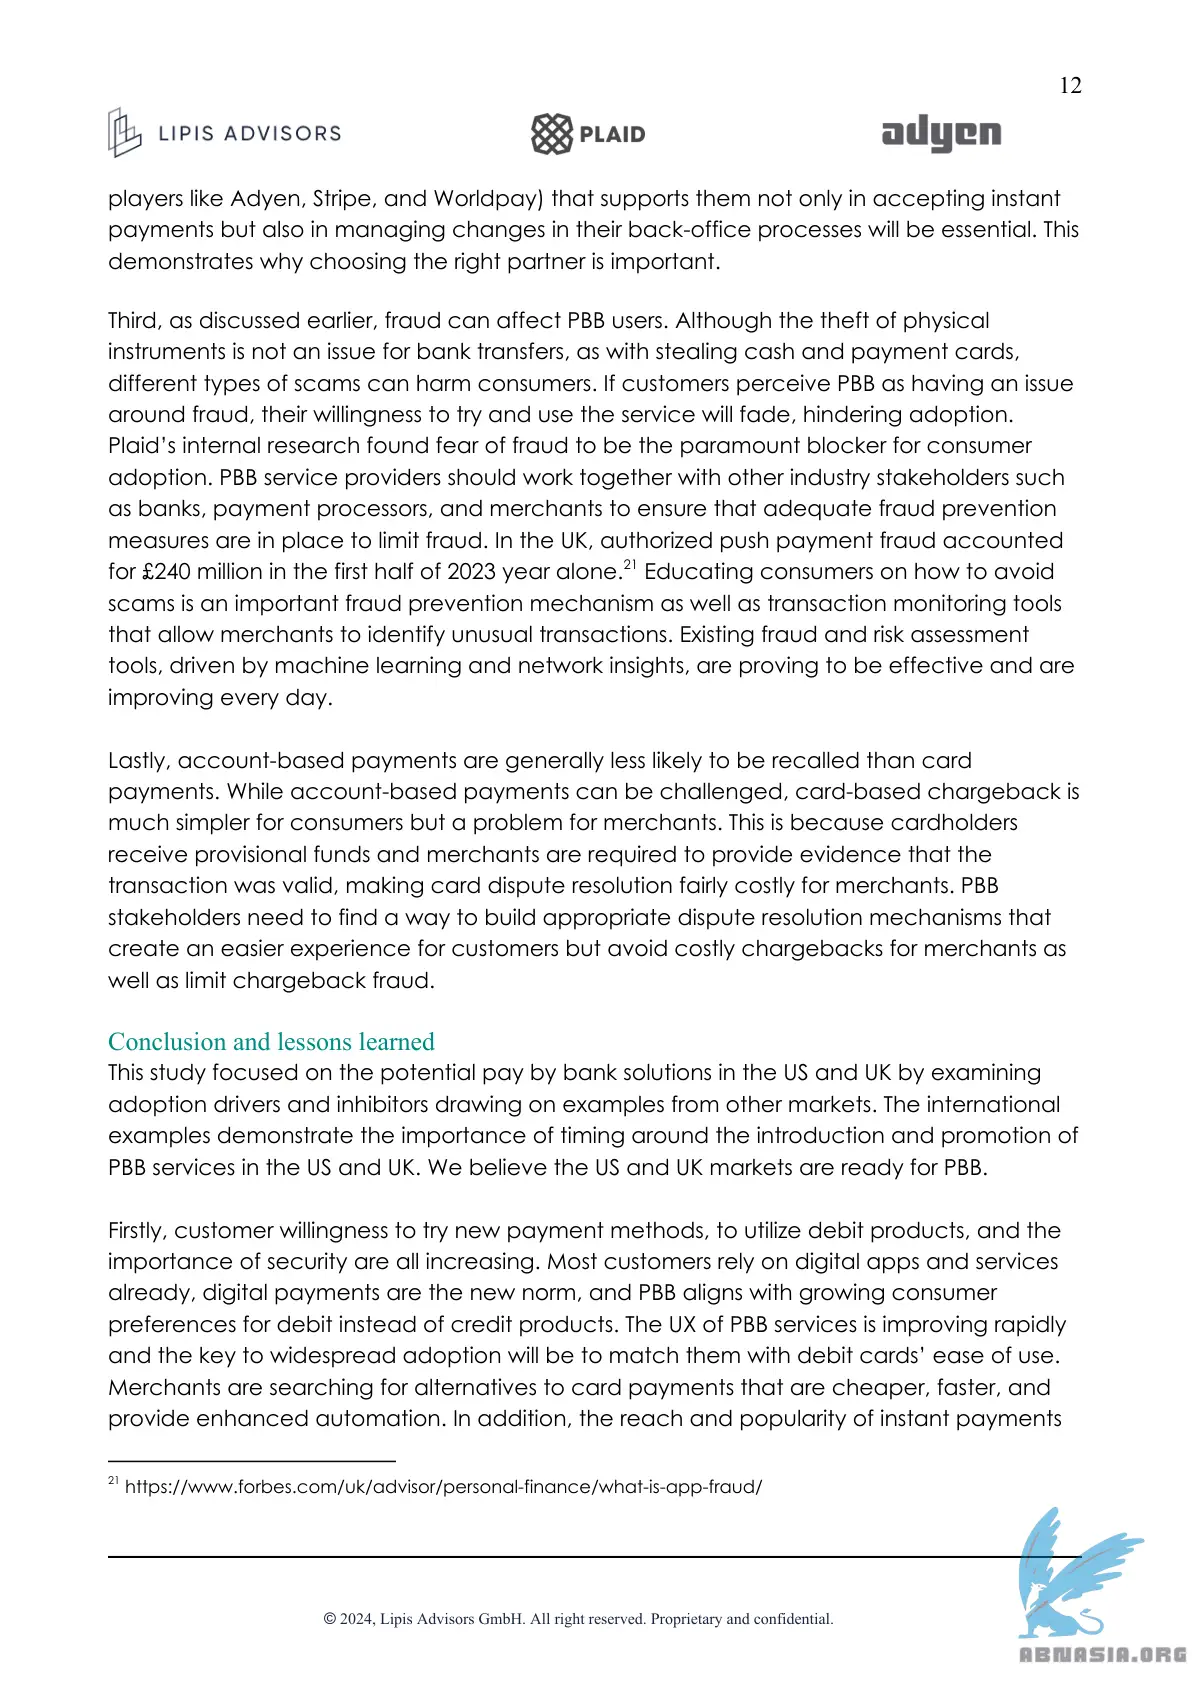 12
LIPIS ADVISORS
PLAID
adyen
players like Adyen, Stripe, and Worldpay) that supports them not only in accepting instant
payments but also in managing changes in their back-office processes will be essential. This
demonstrates why choosing the right partner is important.
Third, as discussed earlier, fraud can affect PBB users. Although the theft of physical
instruments is not an issue for bank transfers, as with stealing cash and payment cards,
different types of scams can harm consumers. If customers perceive PBB as having an issue
around fraud, their willingness to try and use the service will fade, hindering adoption.
Plaid’s internal research found fear of fraud to be the paramount blocker for consumer
adoption. PBB service providers should work together with other industry stakeholders such
as banks, payment processors, and merchants to ensure that adequate fraud prevention
measures are in place to limit fraud. In the UK, authorized push payment fraud accounted
for £240 million in the first half of 2023 year alone.21 Educating consumers on how to avoid
scams is an important fraud prevention mechanism as well as transaction monitoring tools
that allow merchants to identify unusual transactions. Existing fraud and risk assessment
tools, driven by machine learning and network insights, are proving to be effective and are
improving every day.
Lastly, account-based payments are generally less likely to be recalled than card
payments. While account-based payments can be challenged, card-based chargeback is
much simpler for consumers but a problem for merchants. This is because cardholders
receive provisional funds and merchants are required to provide evidence that the
transaction was valid, making card dispute resolution fairly costly for merchants. PBB
stakeholders need to find a way to build appropriate dispute resolution mechanisms that
create an easier experience for customers but avoid costly chargebacks for merchants as
well as limit chargeback fraud.
Conclusion and lessons learned
This study focused on the potential pay by bank solutions in the US and UK by examining
adoption drivers and inhibitors drawing on examples from other markets. The international
examples demonstrate the importance of timing around the introduction and promotion of
PBB services in the US and UK. We believe the US and UK markets are ready for PBB.
Firstly, customer willingness to try new payment methods, to utilize debit products, and the
importance of security are all increasing. Most customers rely on digital apps and services
already, digital payments are the new norm, and PBB aligns with growing consumer
preferences for debit instead of credit products. The UX of PBB services is improving rapidly
and the key to widespread adoption will be to match them with debit cards’ ease of use.
Merchants are searching for alternatives to card payments that are cheaper, faster, and
provide enhanced automation. In addition, the reach and popularity of instant payments
21 https://www.forbes.com/uk/advisor/personal-finance/what-is-app-fraud/
© 2024, Lipis Advisors GmbH. All right reserved. Proprietary and confidential.
ABNASIA.ORG